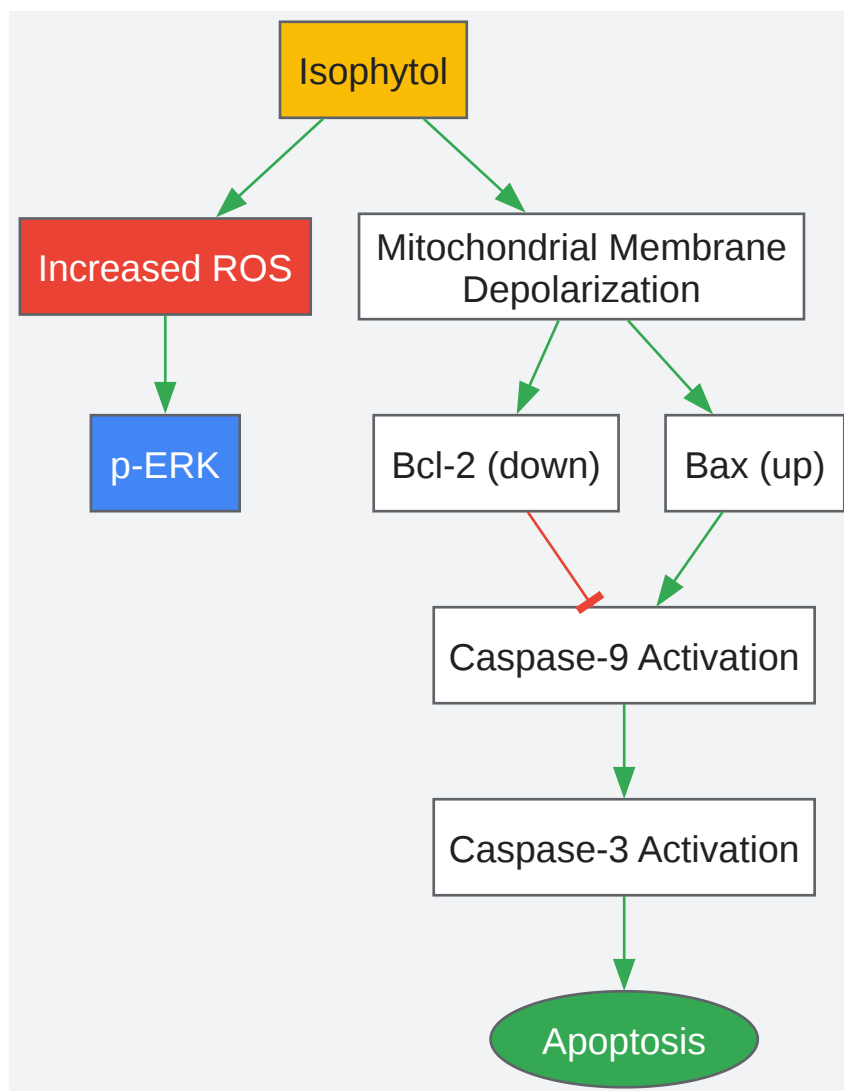 Isophytol
Increased ROS
Mitochondrial Membrane
Depolarization
p-ERK
Bcl-2 (down)
Bax (up)
Caspase-9 Activation
Caspase-3 Activation
Apoptosis